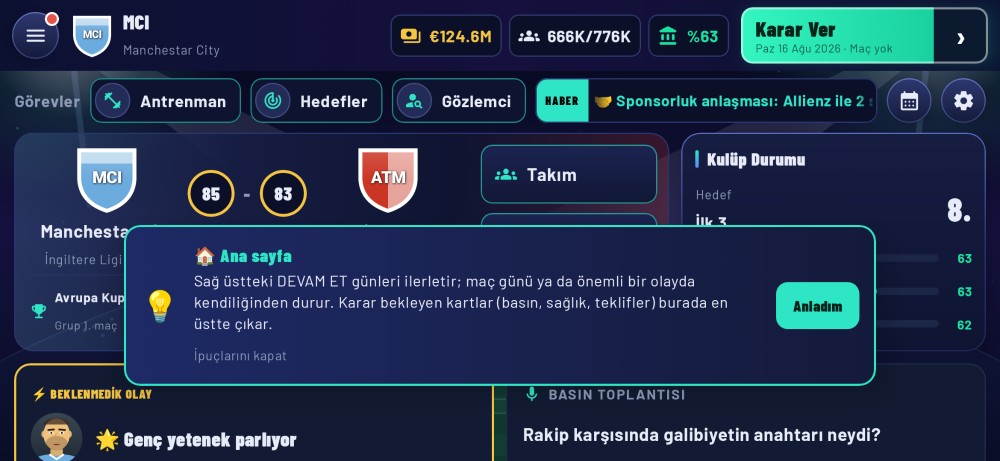 MCI
MCI
Manchestar City
€124.6M
666K/776K
%63
Karar Ver
Paz 16 Ağu 2026 · Maç yok
Görevler
Antrenman
Hedefler
Gözlemci
HABER
Sponsorluk anlaşması: Allienz ile 2
MCI
85 - 83
ATM
Takım
Kulüp Durumu
Hedef
İlk 3
8.
Manchesta
İngiltere Ligi
Avrupa Kup
Grup 1. maç
63
63
62
🏠 Ana sayfa
Sağ üstteki DEVAM ET günleri ilerletir; maç günü ya da önemli bir olayda
kendiliğinden durur. Karar bekleyen kartlar (basın, sağlık, teklifler) burada en
üstte çıkar.
İpuçlarını kapat
Anladım
⚡ BEKLENMEDİK OLAY
🌟 Genç yetenek parlıyor
BASIN TOPLANTISI
Rakip karşısında galibiyetin anahtarı neydi?